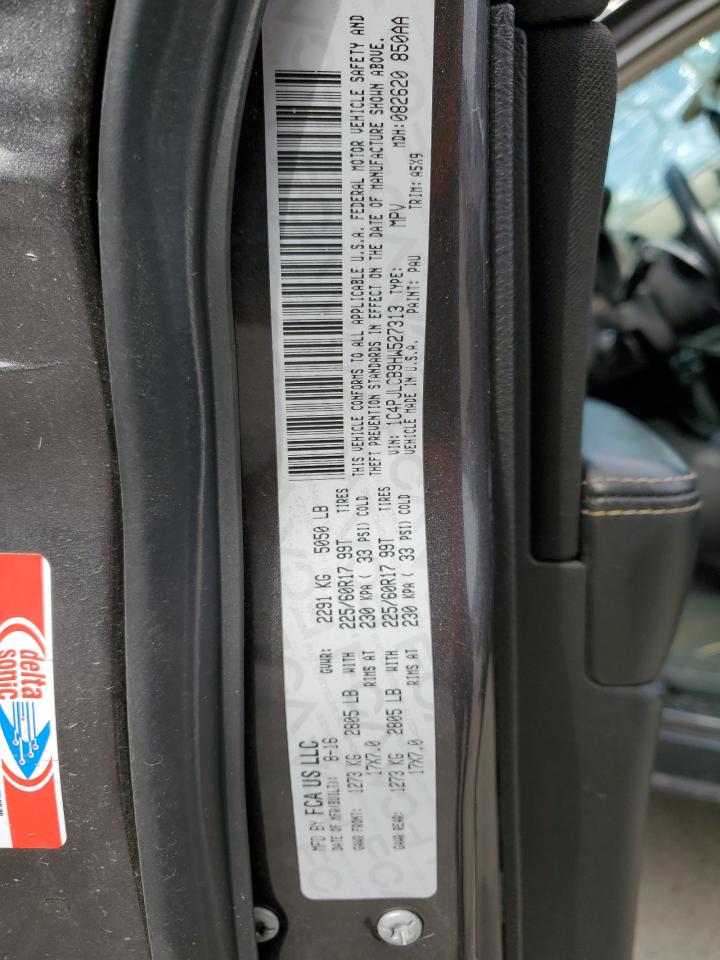 MFD BY FCA US LLC
DATE OF MFR(BUILT): 8-16 GVWR: 2291 KG 5050 LB
GAWR FRONT: 1273 KG 2805 LB WITH 225/60R17 99T TIRES
17X7.0 RIMS AT 230 KPA ( 33 PSI) COLD
GAWR REAR: 1273 KG 2805 LB WITH 225/60R17 99T TIRES
17X7.0 RIMS AT 230 KPA ( 33 PSI) COLD
THIS VEHICLE CONFORMS TO ALL APPLICABLE U.S.A. FEDERAL MOTOR VEHICLE SAFETY AND
THEFT PREVENTION STANDARDS IN EFFECT ON THE DATE OF MANUFACTURE SHOWN ABOVE.
VIN: 1C4PJLCB9HW527313 TYPE: MPV MDH:082620 850AA
VEHICLE MADE IN U.S.A. PAINT: PAU TRIM: A5X9
delta
sonic